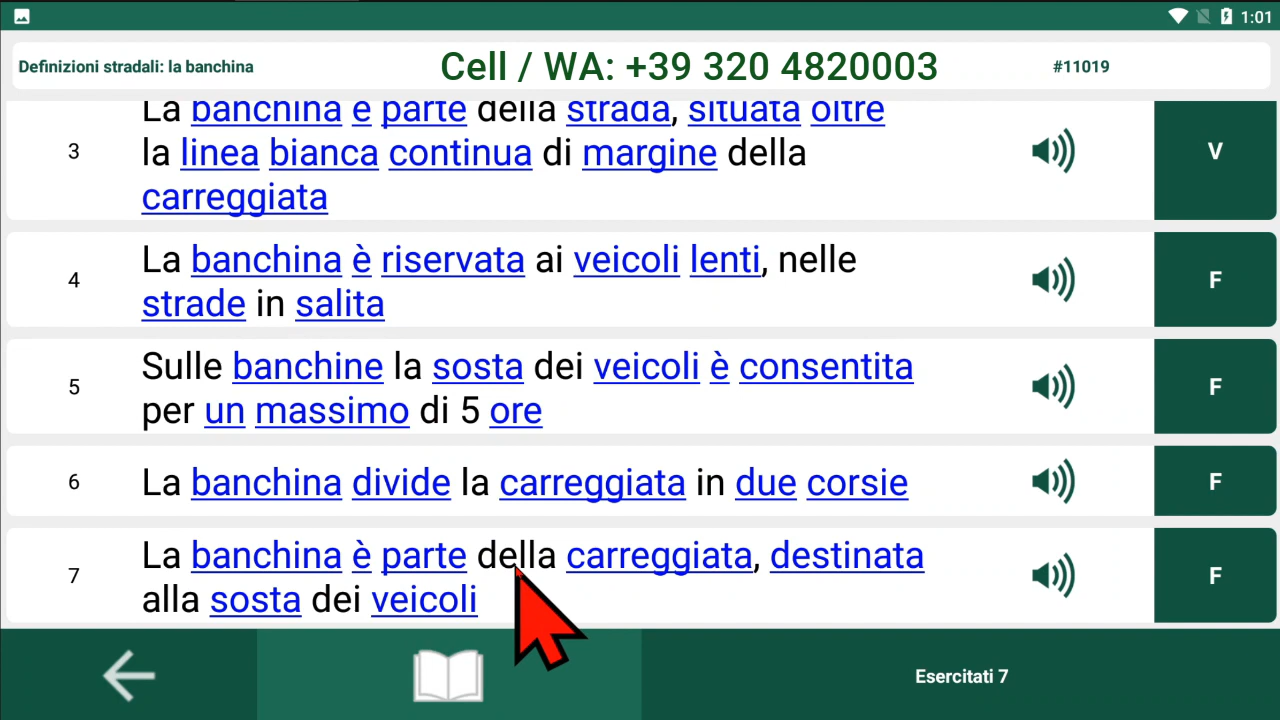 1:01
Definizioni stradali: la banchina
Cell / WA: +39 320 4820003
#11019
3
La banchina è parte della strada, situata oltre
la linea bianca continua di margine della
carreggiata
V
4
La banchina è riservata ai veicoli lenti, nelle
strade in salita
F
5
Sulle banchine la sosta dei veicoli è consentita
per un massimo di 5 ore
F
6
La banchina divide la carreggiata in due corsie
F
7
La banchina è parte della carreggiata, destinata
alla sosta dei veicoli
F
Esercitati 7